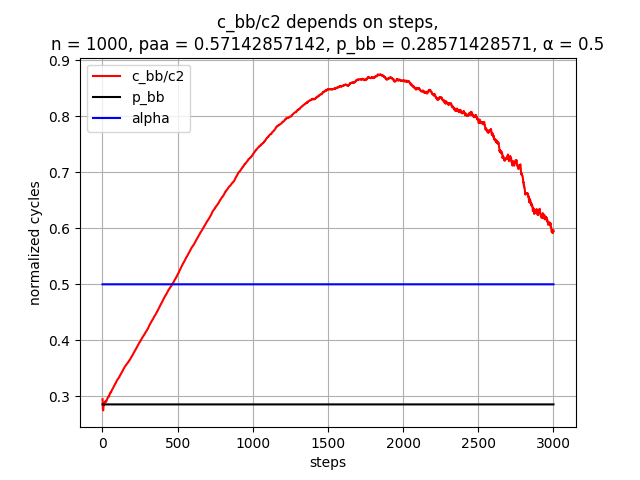 c_bb/c2 depends on steps,
n = 1000, paa = 0.57142857142, p_bb = 0.28571428571, α = 0.5
c_bb/c2
p_bb
alpha
normalized cycles
0.9
0.8
0.7
0.6
0.5
0.4
0.3
0 500 1000 1500 2000 2500 3000
steps